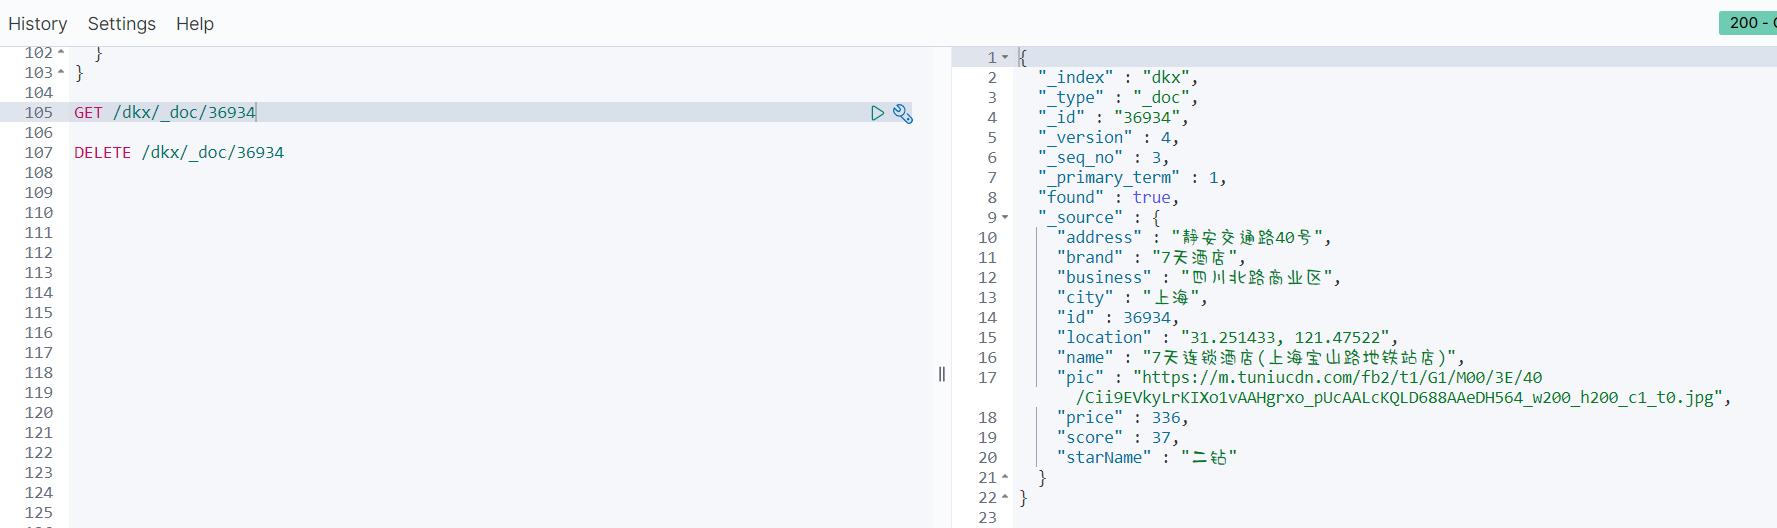 History Settings Help
200 -
102 }
103 }
104
105 GET /dkx/_doc/36934
106
107 DELETE /dkx/_doc/36934
108
109
110
111
112
113
114
115
116
117
118
119
120
121
122
123
124
125
1 {
2 "_index" : "dkx",
3 "_type" : "_doc",
4 "_id" : "36934",
5 "_version" : 4,
6 "_seq_no" : 3,
7 "_primary_term" : 1,
8 "found" : true,
9 "_source" : {
10 "address" : "静安交通路40号",
11 "brand" : "7天酒店",
12 "business" : "四川北路商业区",
13 "city" : "上海",
14 "id" : 36934,
15 "location" : "31.251433, 121.47522",
16 "name" : "7天连锁酒店(上海宝山路地铁站店)",
17 "pic" : "https://m.tuniucdn.com/fb2/t1/G1/M00/3E/40
/Cii9EVkyLrKIXo1vAAHgrxo_pUcAALcKQLD688AAeDH564_w200_h200_c1_t0.jpg",
18 "price" : 336,
19 "score" : 37,
20 "starName" : "二钻"
21 }
22 }
23